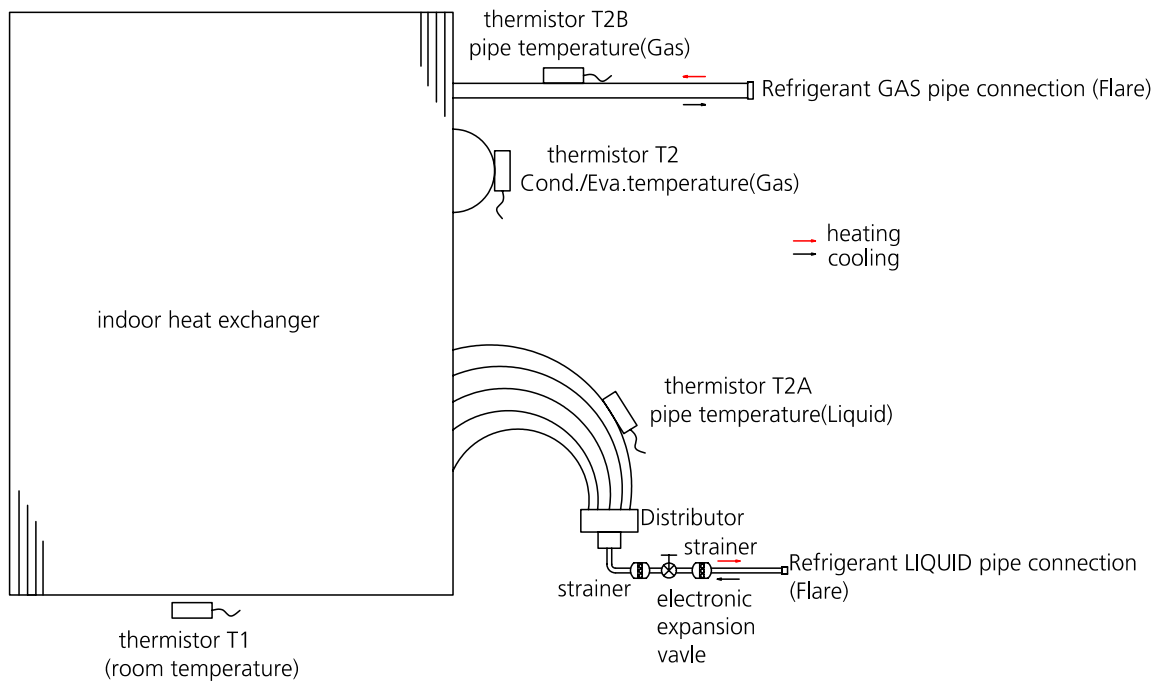 thermistor T2B
pipe temperature(Gas)
Refrigerant GAS pipe connection (Flare)
thermistor T2
Cond./Eva.temperature(Gas)
heating
cooling
indoor heat exchanger
thermistor T2A
pipe temperature(Liquid)
Distributor
strainer
Refrigerant LIQUID pipe connection
(Flare)
strainer
electronic
expansion
vavle
thermistor T1
(room temperature)